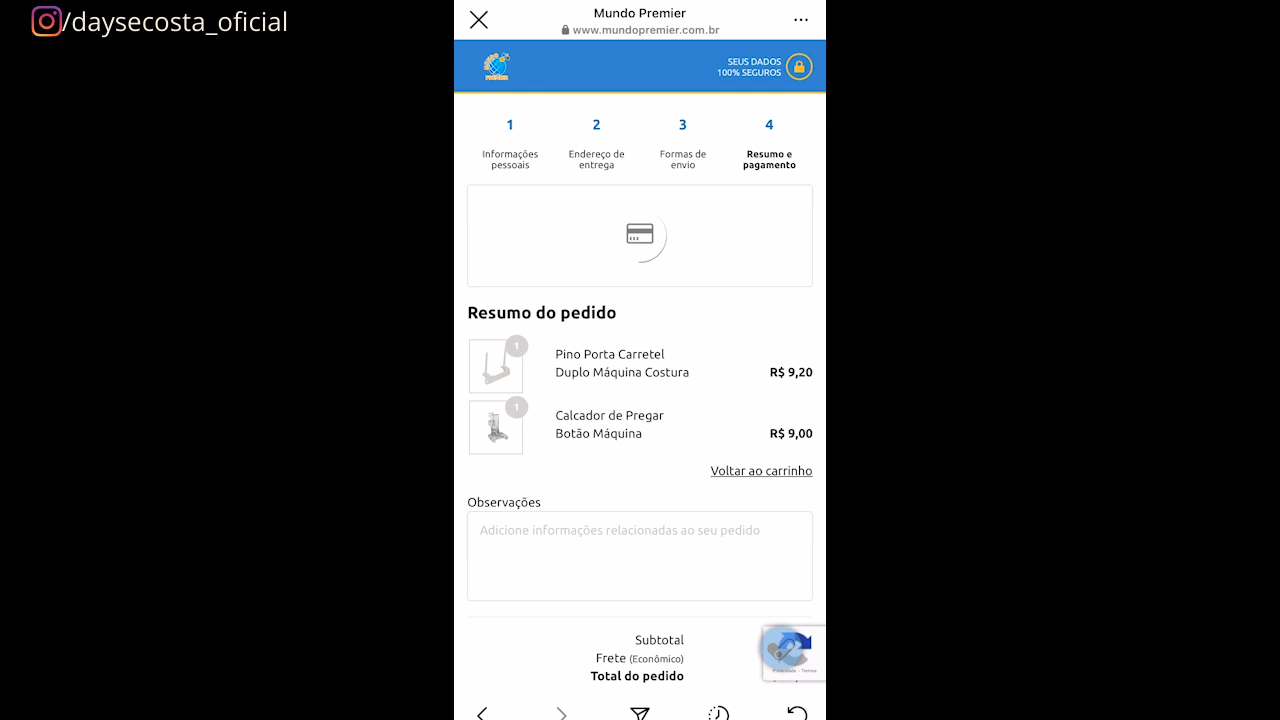 /daysecosta_oficial
Mundo Premier
...
www.mundopremier.com.br
SEUS DADOS
100% SEGUROS
1
2
3
4
Informações
pessoais
Endereço de
entrega
Formas de
envio
Resumo e
pagamento
Resumo do pedido
1
Pino Porta Carretel
Duplo Máquina Costura
R$ 9,20
1
Calcador de Pregar
Botão Máquina
R$ 9,00
Voltar ao carrinho
Observações
Adicione informações relacionadas ao seu pedido
Subtotal
Frete (Econômico)
Total do pedido
Privacidade - Termos